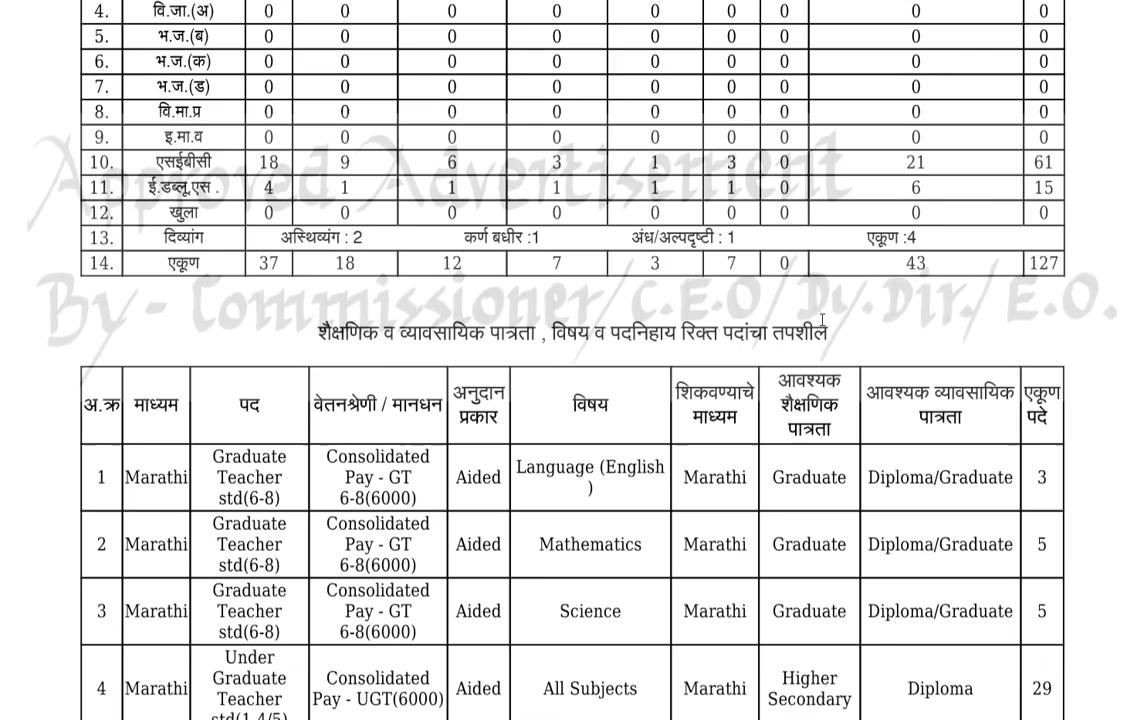 4. वि.जा.(अ) 0 0 0 0 0 0 0 0 0
5. भ.ज.(ब) 0 0 0 0 0 0 0 0 0
6. भ.ज.(क) 0 0 0 0 0 0 0 0 0
7. भ.ज.(ड) 0 0 0 0 0 0 0 0 0
8. वि.मा.प्र 0 0 0 0 0 0 0 0 0
9. इ.मा.व 0 0 0 0 0 0 0 0 0
10. एसईबीसी 18 9 6 3 1 3 0 21 61
11. ई.डब्लू.एस . 4 1 1 1 1 1 0 6 15
12. खुला 0 0 0 0 0 0 0 0 0
13. दिव्यांग अस्थिव्यंग : 2 कर्ण बधीर :1 अंध/अल्पदृष्टी : 1 एकूण :4
14. एकूण 37 18 12 7 3 7 0 43 127
Approved Advertisement
By - Commissioner/ C.E.O/ Dy.Dir./ E.O.
शैक्षणिक व व्यावसायिक पात्रता , विषय व पदनिहाय रिक्त पदांचा तपशील
अ.क्र माध्यम पद वेतनश्रेणी / मानधन अनुदान प्रकार विषय शिकवण्याचे माध्यम आवश्यक शैक्षणिक पात्रता आवश्यक व्यावसायिक पात्रता एकूण पदे
1 Marathi Graduate Teacher std(6-8) Consolidated Pay - GT 6-8(6000) Aided Language (English ) Marathi Graduate Diploma/Graduate 3
2 Marathi Graduate Teacher std(6-8) Consolidated Pay - GT 6-8(6000) Aided Mathematics Marathi Graduate Diploma/Graduate 5
3 Marathi Graduate Teacher std(6-8) Consolidated Pay - GT 6-8(6000) Aided Science Marathi Graduate Diploma/Graduate 5
4 Marathi Under Graduate Teacher std(1-4/5) Consolidated Pay - UGT(6000) Aided All Subjects Marathi Higher Secondary Diploma 29